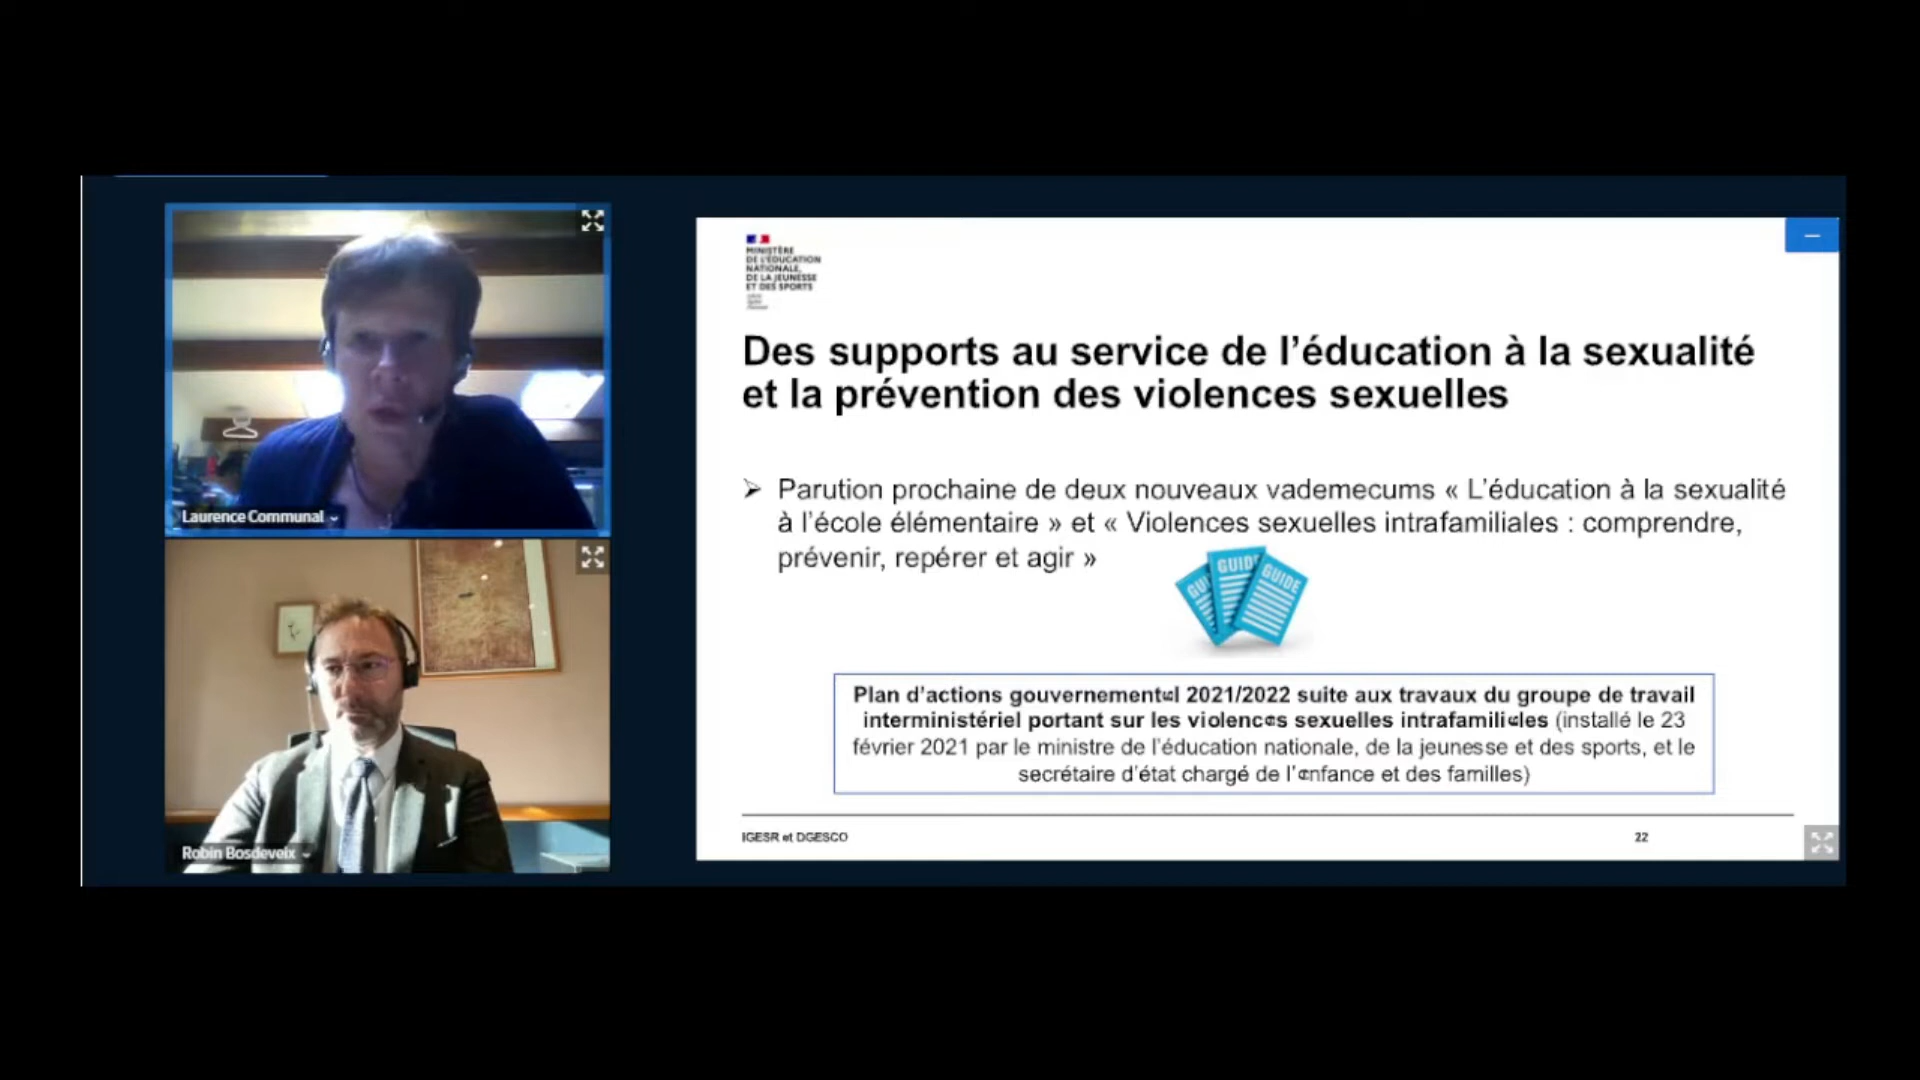 Laurence Communal
Robin Bosdeveix
MINISTÈRE
DE L'ÉDUCATION
NATIONALE,
DE LA JEUNESSE
ET DES SPORTS
Des supports au service de l'éducation à la sexualité
et la prévention des violences sexuelles
➢ Parution prochaine de deux nouveaux vademecums « L'éducation à la sexualité
à l'école élémentaire » et « Violences sexuelles intrafamiliales : comprendre,
prévenir, repérer et agir »
GUIDE
GUIDE
Plan d'actions gouvernemental 2021/2022 suite aux travaux du groupe de travail
interministériel portant sur les violences sexuelles intrafamiliales (installé le 23
février 2021 par le ministre de l'éducation nationale, de la jeunesse et des sports, et le
secrétaire d'état chargé de l'enfance et des familles)
IGESR et DGESCO
22